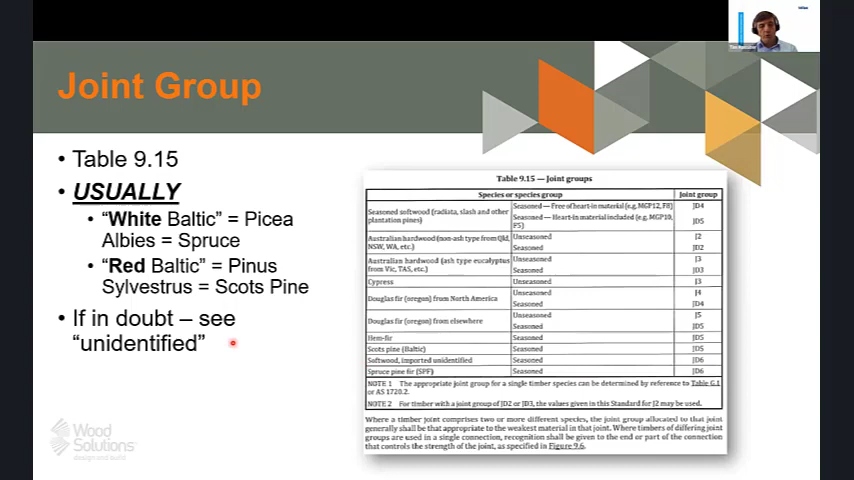 Joint Group
• Table 9.15
• USUALLY
• “White Baltic” = Picea
Albies = Spruce
• “Red Baltic” = Pinus
Sylvestrus = Scots Pine
• If in doubt – see
“unidentified”
Wood
Solutions
design and build
Table 9.15 — Joint groups
Species or species group Joint group
Seasoned softwood (radiata, slash and other
plantation pines)
Seasoned — Free of heart-in material (e.g. MGP12, F8) JD4
Seasoned — Heart-in material included (e.g. MGP10,
F5) JD5
Australian hardwood (non-ash type from Qld,
NSW, WA, etc.)
Unseasoned J2
Seasoned JD2
Australian hardwood (ash type eucalyptus
from Vic, TAS, etc.)
Unseasoned J3
Seasoned JD3
Cypress Unseasoned J3
Douglas fir (oregon) from North America
Unseasoned J4
Seasoned JD4
Douglas fir (oregon) from elsewhere
Unseasoned J5
Seasoned JD5
Hem-fir Seasoned JD5
Scots pine (Baltic) Seasoned JD5
Softwood, imported unidentified Seasoned JD6
Spruce pine fir (SPF) Seasoned JD6
NOTE 1 The appropriate joint group for a single timber species can be determined by reference to Table G.1
or AS 1720.2.
NOTE 2 For timber with a joint group of JD2 or JD3, the values given in this Standard for J2 may be used.
Where a timber joint comprises two or more different species, the joint group allocated to that joint
generally shall be that appropriate to the weakest material in that joint. Where timbers of differing joint
groups are used in a single connection, recognition shall be given to the end or part of the connection
that controls the strength of the joint, as specified in Figure 9.6.